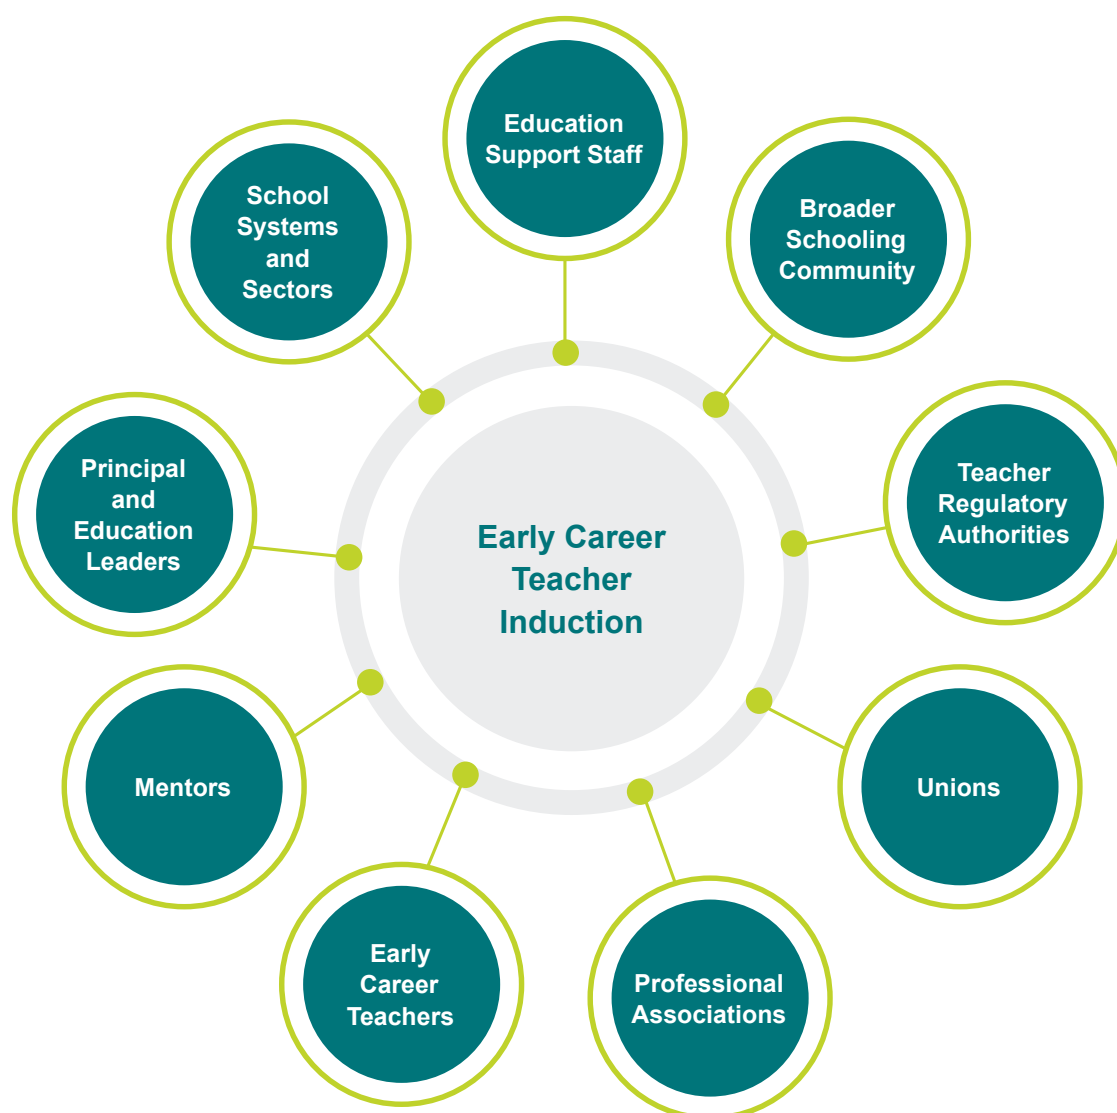 Education
Support Staff
Broader
Schooling
Community
Teacher
Regulatory
Authorities
Unions
Professional
Associations
Early
Career
Teachers
Mentors
Principal
and
Education
Leaders
School
Systems
and
Sectors
Early Career
Teacher
Induction